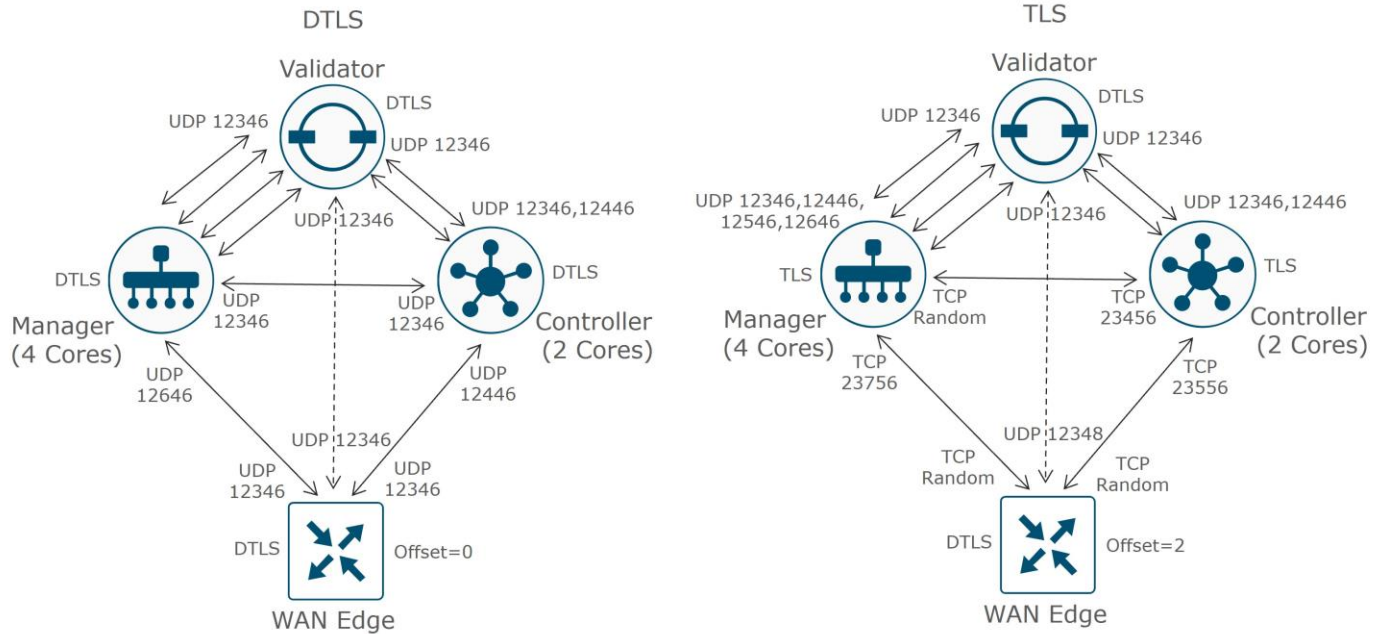 DTLS
Validator
DTLS
UDP 12346
UDP 12346
UDP 12346
UDP 12346,12446
DTLS
DTLS
UDP
12346
UDP
12346
Manager
(4 Cores)
Controller
(2 Cores)
UDP
12646
UDP
12446
UDP 12346
UDP
12346
UDP
12346
DTLS
Offset=0
WAN Edge
TLS
Validator
DTLS
UDP 12346
UDP 12346
UDP 12346,12446,
12546,12646
UDP 12346
UDP 12346,12446
TLS
TLS
TCP
Random
TCP
23456
Manager
(4 Cores)
Controller
(2 Cores)
TCP
23756
TCP
23556
UDP 12348
TCP
Random
TCP
Random
DTLS
Offset=2
WAN Edge